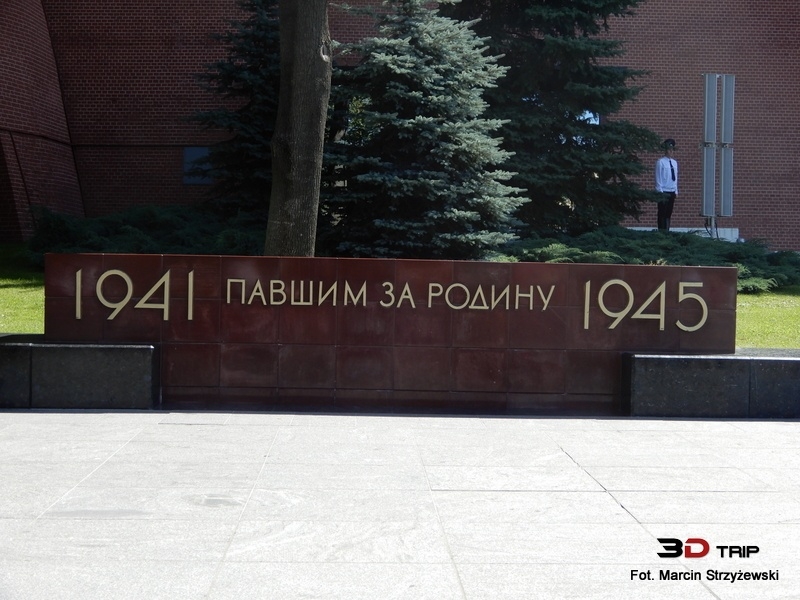 1941 ПАВШИМ ЗА РОДИНУ 1945
3D TRIP
Fot. Marcin Strzyżewski